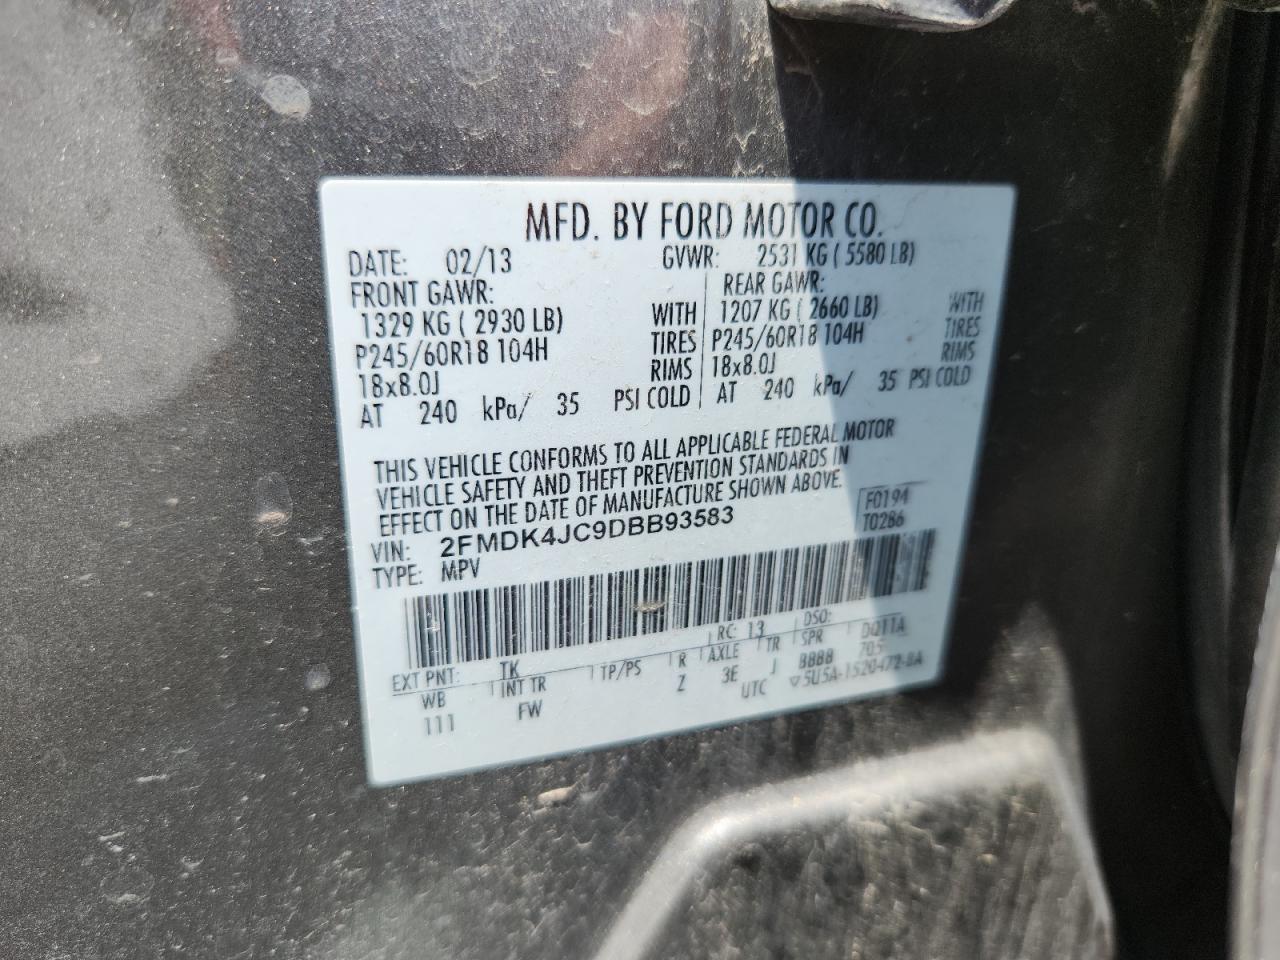 MFD. BY FORD MOTOR CO.
DATE: 02/13 GVWR: 2531 KG ( 5580 LB)
FRONT GAWR: REAR GAWR:
1329 KG ( 2930 LB) WITH 1207 KG ( 2660 LB) WITH
P245/60R18 104H TIRES P245/60R18 104H TIRES
18x8.0J RIMS 18x8.0J RIMS
AT 240 kPa/ 35 PSI COLD AT 240 kPa/ 35 PSI COLD
THIS VEHICLE CONFORMS TO ALL APPLICABLE FEDERAL MOTOR
VEHICLE SAFETY AND THEFT PREVENTION STANDARDS IN
EFFECT ON THE DATE OF MANUFACTURE SHOWN ABOVE.
F0194
T0286
VIN: 2FMDK4JC9DBB93583
TYPE: MPV
EXT PNT: TK RC: 13 DSO:
WB INT TR TP/PS R AXLE TR SPR DQ11A
111 FW Z 3E J BBBB 705
UTC ▽5U5A-1520472-BA